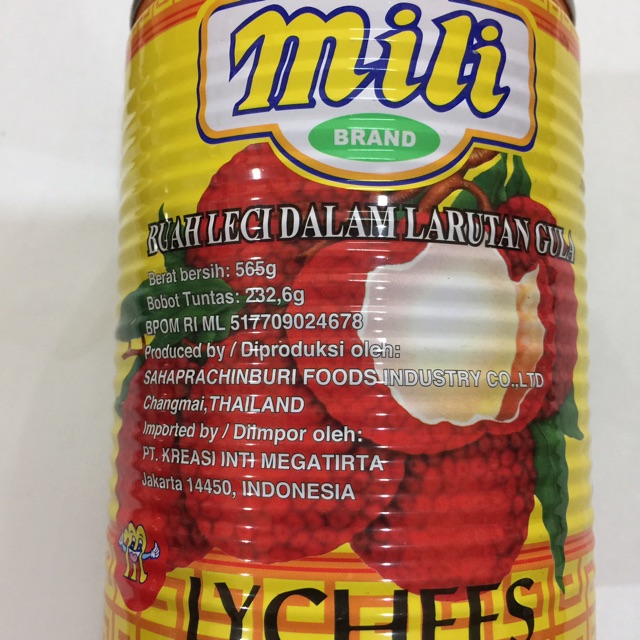 mili
BRAND
BUAH LECI DALAM LARUTAN GULA
Berat bersih: 565g
Bobot Tuntas: 232,6g
BPOM RI ML 517709024678
Produced by / Diproduksi oleh:
SAHAPRACHINBURI FOODS INDUSTRY CO.,LTD
Changmai,THAILAND
Imported by / Diimpor oleh:
PT. KREASI INTI MEGATIRTA
Jakarta 14450, INDONESIA
LYCHEES